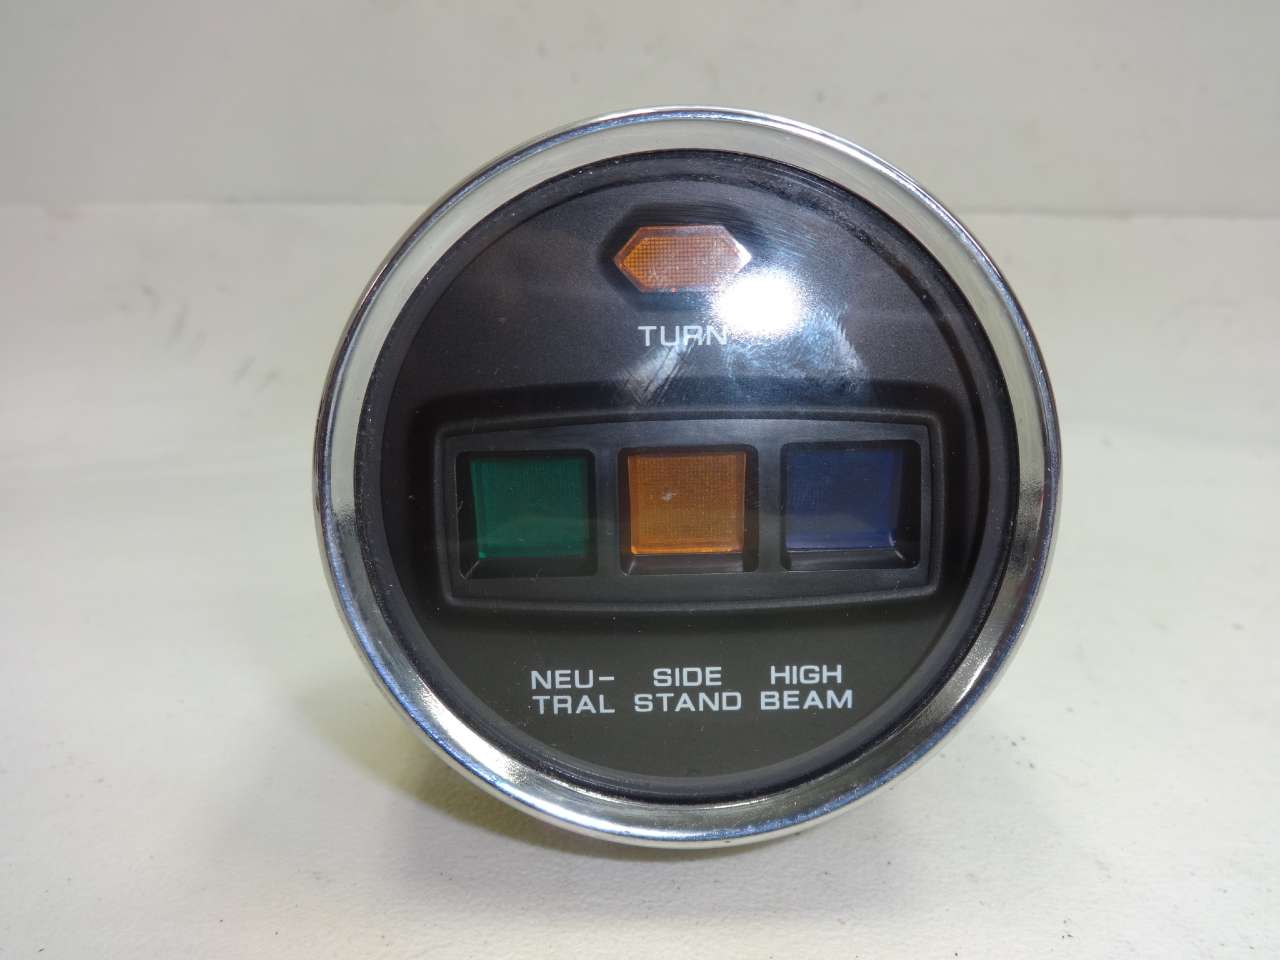 TURN
NEU- SIDE HIGH
TRAL STAND BEAM